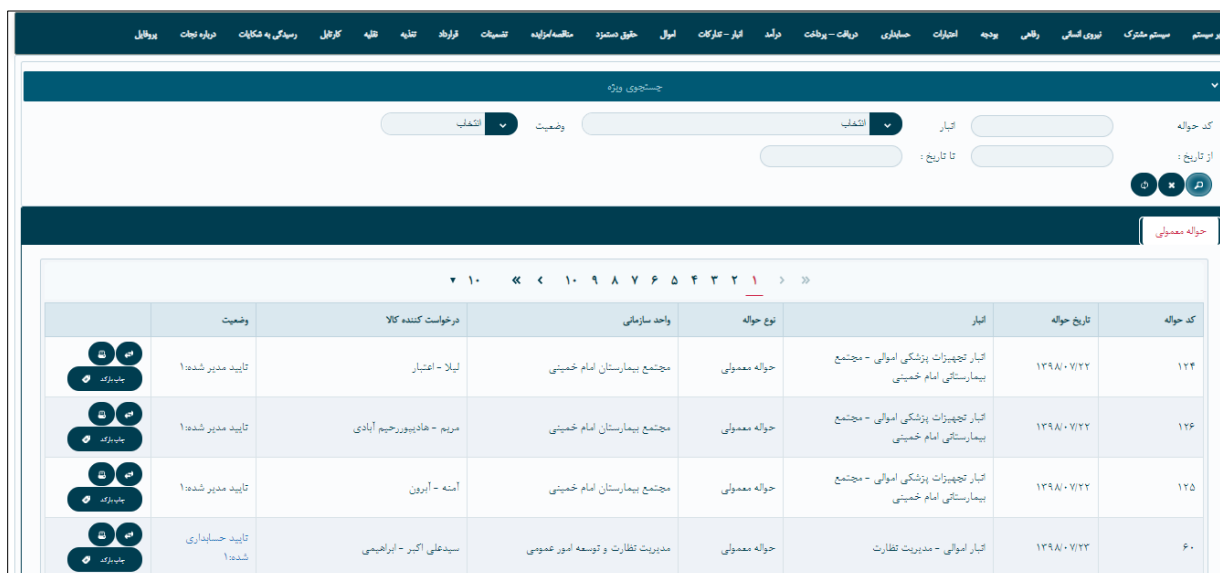 ر سیستم سیستم مشترک نیروی انسانی رفاهی بودجه اعتبارات حسابداری دریافت - پرداخت درآمد انبار - تدارکات اموال حقوق دستمزد مناقصه/مزایده تضمینات قرارداد تغذیه نقلیه کارتابل رسیدگی به شکایات درباره نجات پروفایل
جستجوی ویژه
کد حواله انبار انتخاب وضعیت انتخاب
از تاریخ : تا تاریخ :
حواله معمولی
۱ ۲ ۳ ۴ ۵ ۶ ۷ ۸ ۹ ۱۰ ۱۰
کد حواله تاریخ حواله انبار نوع حواله واحد سازمانی درخواست کننده کالا وضعیت
۱۲۴ ۱۳۹۸/۰۷/۲۲ انبار تجهیزات پزشکی اموالی - مجتمع بیمارستانی امام خمینی حواله معمولی مجتمع بیمارستان امام خمینی لیلا - اعتبار تایید مدیر شده:۱ چاپ بارکد
۱۲۶ ۱۳۹۸/۰۷/۲۲ انبار تجهیزات پزشکی اموالی - مجتمع بیمارستانی امام خمینی حواله معمولی مجتمع بیمارستان امام خمینی مریم - هادیپوررحیم آبادی تایید مدیر شده:۱ چاپ بارکد
۱۲۵ ۱۳۹۸/۰۷/۲۲ انبار تجهیزات پزشکی اموالی - مجتمع بیمارستانی امام خمینی حواله معمولی مجتمع بیمارستان امام خمینی آمنه - آبرون تایید مدیر شده:۱ چاپ بارکد
۶۰ ۱۳۹۸/۰۷/۲۳ انبار اموالی - مدیریت نظارت حواله معمولی مدیریت نظارت و توسعه امور عمومی سیدعلی اکبر - ابراهیمی تایید حسابداری شده:۱ چاپ بارکد